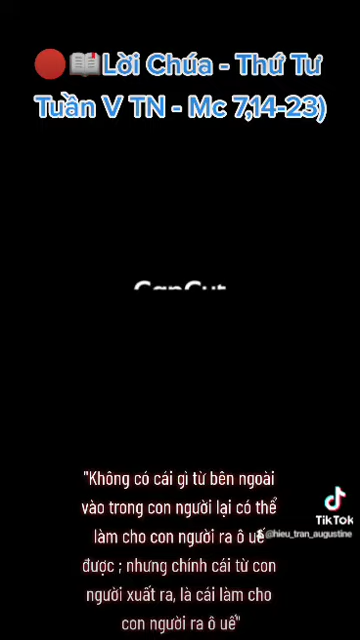 🔴📖Lời Chúa - Thứ Tư
Tuần V TN - Mc 7,14-23)
CapCut
"Không có cái gì từ bên ngoài
vào trong con người lại có thể
làm cho con người ra ô uế
được ; nhưng chính cái từ con
người xuất ra, là cái làm cho
con người ra ô uế"
TikTok
@hieu_tran_augustine